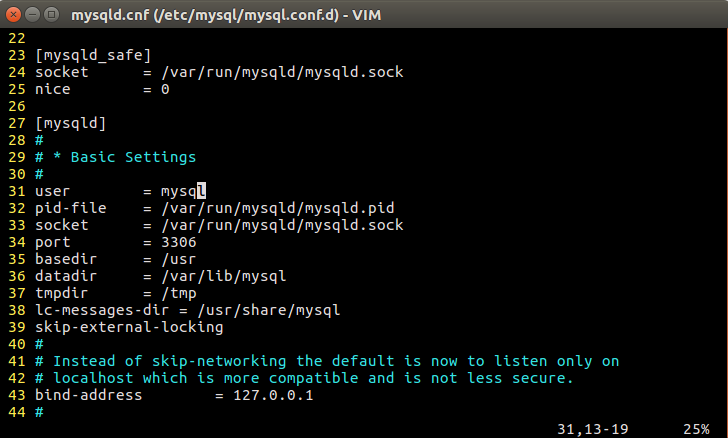 mysqld.cnf (/etc/mysql/mysql.conf.d) - VIM
22
23 [mysqld_safe]
24 socket      = /var/run/mysqld/mysqld.sock
25 nice        = 0
26
27 [mysqld]
28 #
29 # * Basic Settings
30 #
31 user        = mysql
32 pid-file    = /var/run/mysqld/mysqld.pid
33 socket      = /var/run/mysqld/mysqld.sock
34 port        = 3306
35 basedir     = /usr
36 datadir     = /var/lib/mysql
37 tmpdir      = /tmp
38 lc-messages-dir = /usr/share/mysql
39 skip-external-locking
40 #
41 # Instead of skip-networking the default is now to listen only on
42 # localhost which is more compatible and is not less secure.
43 bind-address        = 127.0.0.1
44 #
31,13-19      25%